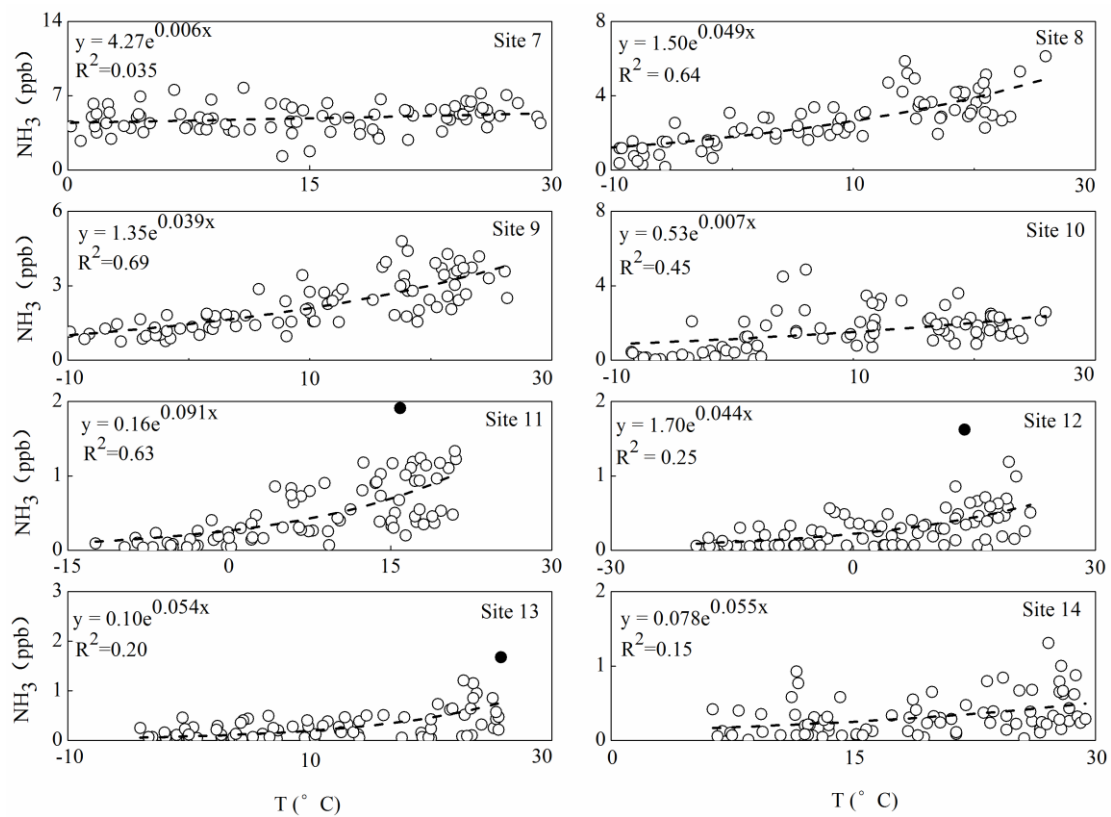 14
y = 4.27e^0.006x
R²=0.035
Site 7
7
0
NH₃ (ppb)
0 15 30
8
y = 1.50e^0.049x
R² = 0.64
Site 8
4
0
-10 10 30
6
y = 1.35e^0.039x
R²=0.69
Site 9
3
0
NH₃ (ppb)
-10 10 30
8
y = 0.53e^0.007x
R²=0.45
Site 10
4
0
-10 10 30
2
y = 0.16e^0.091x
R²=0.63
Site 11
1
0
NH₃ (ppb)
-15 0 15 30
2
y = 1.70e^0.044x
R² = 0.25
Site 12
1
0
-30 0 30
3
y = 0.10e^0.054x
R²=0.20
Site 13
2
1
0
NH₃ (ppb)
-10 10 30
T (° C)
2
y = 0.078e^0.055x
R²=0.15
Site 14
1
0
0 15 30
T (° C)